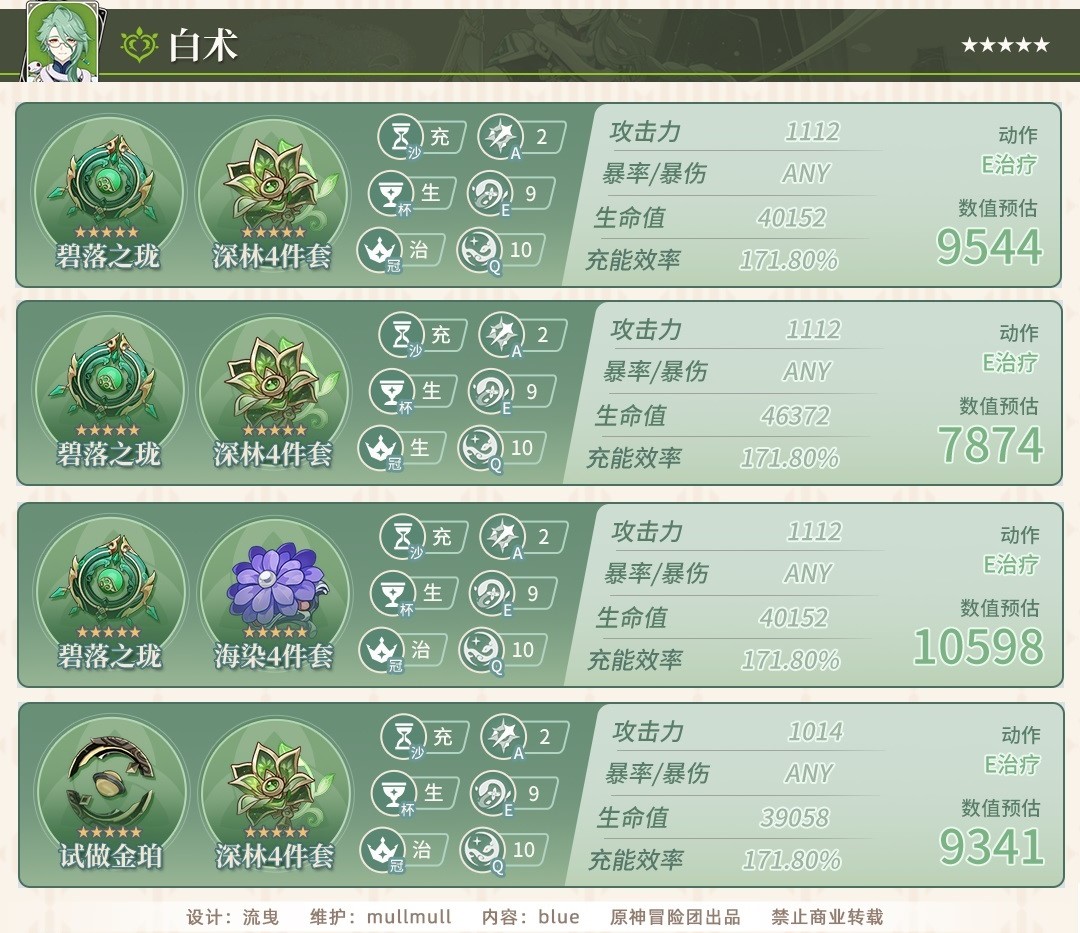 白术
★★★★★
碧落之珑
深林4件套
沙 充
A 2
杯 生
E 9
冠 治
Q 10
攻击力 1112
暴率/暴伤 ANY
生命值 40152
充能效率 171.80%
动作
E治疗
数值预估
9544
碧落之珑
深林4件套
沙 充
A 2
杯 生
E 9
冠 生
Q 10
攻击力 1112
暴率/暴伤 ANY
生命值 46372
充能效率 171.80%
动作
E治疗
数值预估
7874
碧落之珑
海染4件套
沙 充
A 2
杯 生
E 9
冠 治
Q 10
攻击力 1112
暴率/暴伤 ANY
生命值 40152
充能效率 171.80%
动作
E治疗
数值预估
10598
试做金珀
深林4件套
沙 充
A 2
杯 生
E 9
冠 治
Q 10
攻击力 1014
暴率/暴伤 ANY
生命值 39058
充能效率 171.80%
动作
E治疗
数值预估
9341
设计：流曳 维护：mullmull 内容：blue 原神冒险团出品 禁止商业转载